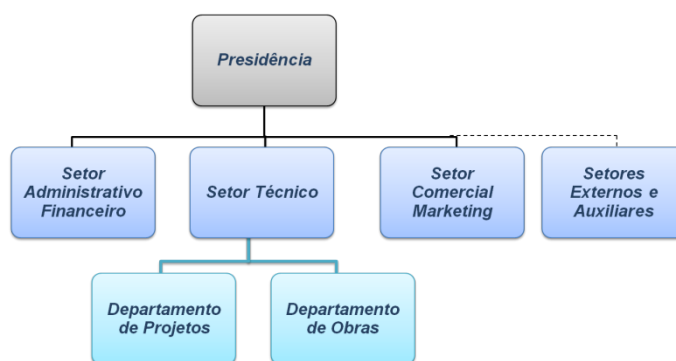 Presidência
Setor
Administrativo
Financeiro
Setor Técnico
Setor
Comercial
Marketing
Setores
Externos e
Auxiliares
Departamento
de Projetos
Departamento
de Obras